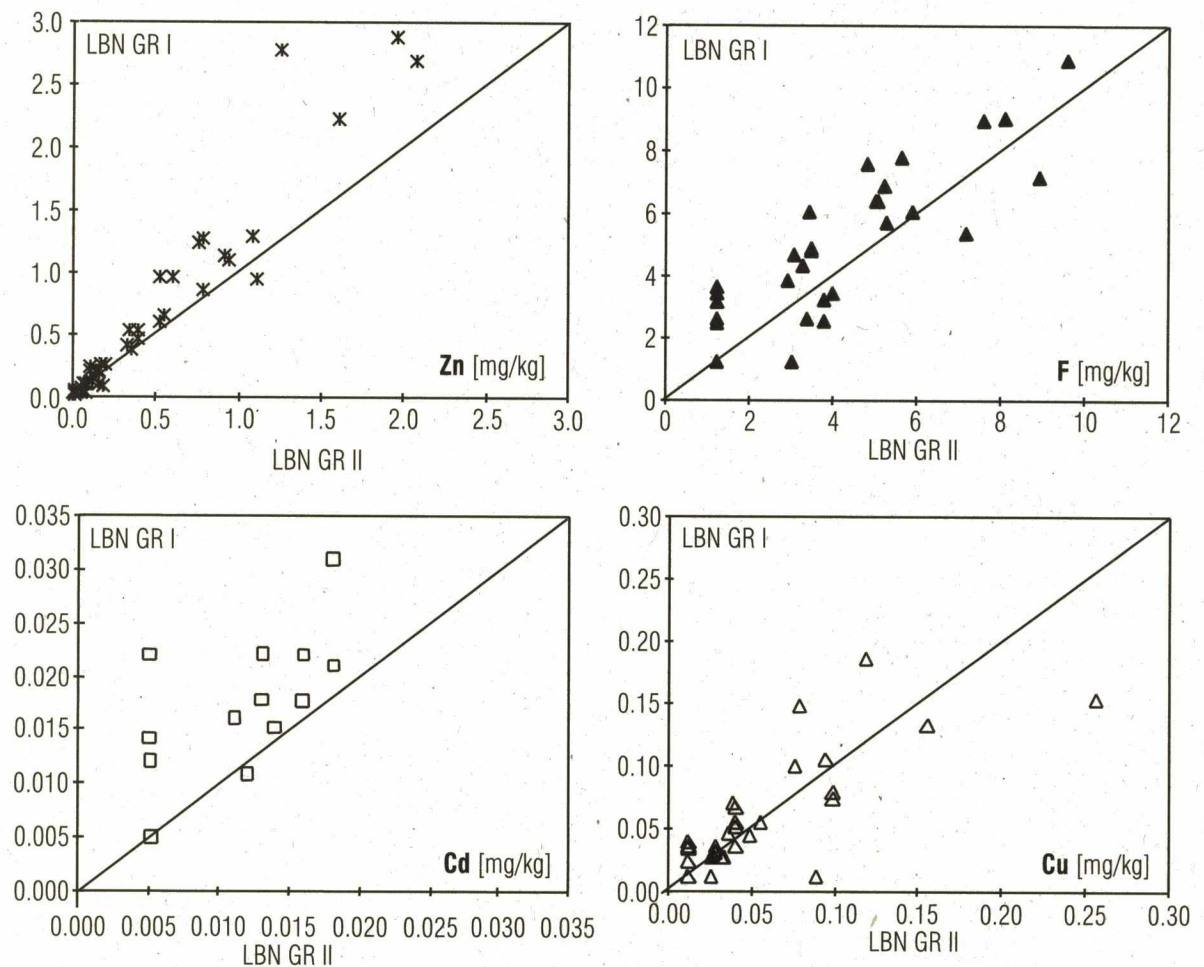 3.0
LBN GR I
2.5
2.0
1.5
1.0
0.5
Zn [mg/kg]
0.0
0.0 0.5 1.0 1.5 2.0 2.5 3.0
LBN GR II
12
LBN GR I
10
8
6
4
2
F [mg/kg]
0
0 2 4 6 8 10 12
LBN GR II
0.035
LBN GR I
0.030
0.025
0.020
0.015
0.010
0.005
Cd [mg/kg]
0.000
0.000 0.005 0.010 0.015 0.020 0.025 0.030 0.035
LBN GR II
0.30
LBN GR I
0.25
0.20
0.15
0.10
0.05
Cu [mg/kg]
0.00
0.00 0.05 0.10 0.15 0.20 0.25 0.30
LBN GR II